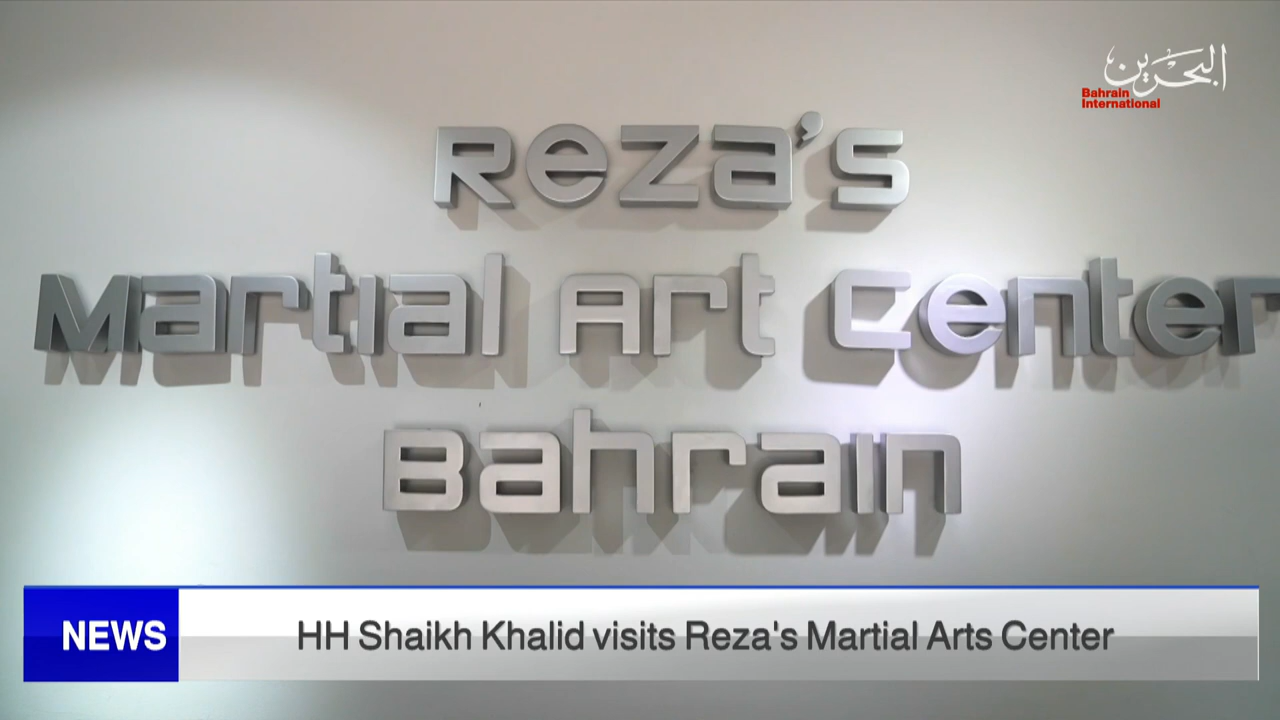 البحرين
Bahrain
International
Reza's
Martial Art Center
Bahrain
NEWS
HH Shaikh Khalid visits Reza's Martial Arts Center